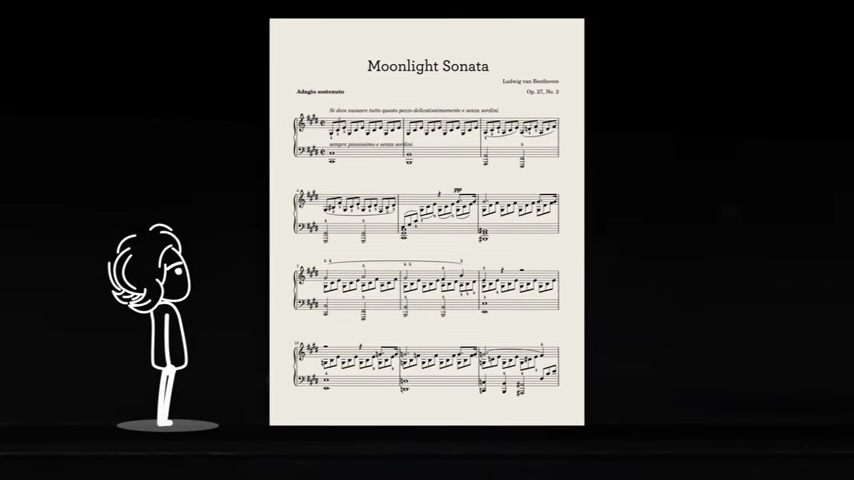 Moonlight Sonata
Ludwig van Beethoven
Adagio sostenuto
Op. 27, No. 2
Si deve suonare tutto questo pezzo delicatissimamente e senza sordini
sempre pianissimo e senza sordini
pp